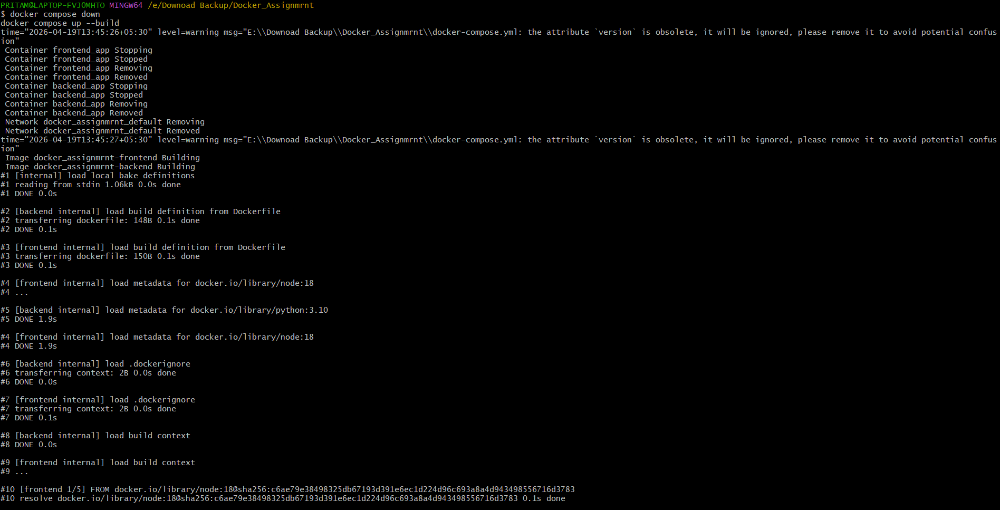 PRITAM@LAPTOP-FVJ0MHTO MINGW64 /e/Downoad Backup/Docker_Assignmrnt
$ docker compose down
docker compose up --build
time="2026-04-19T13:45:26+05:30" level=warning msg="E:\\Downoad Backup\\Docker_Assignmrnt\\docker-compose.yml: the attribute `version` is obsolete, it will be ignored, please remove it to avoid potential confus
ion"
 Container frontend_app Stopping
 Container frontend_app Stopped
 Container frontend_app Removing
 Container frontend_app Removed
 Container backend_app Stopping
 Container backend_app Stopped
 Container backend_app Removing
 Container backend_app Removed
 Network docker_assignmrnt_default Removing
 Network docker_assignmrnt_default Removed
time="2026-04-19T13:45:27+05:30" level=warning msg="E:\\Downoad Backup\\Docker_Assignmrnt\\docker-compose.yml: the attribute `version` is obsolete, it will be ignored, please remove it to avoid potential confus
ion"
 Image docker_assignmrnt-frontend Building
 Image docker_assignmrnt-backend Building
#1 [internal] load local bake definitions
#1 reading from stdin 1.06kB 0.0s done
#1 DONE 0.0s

#2 [backend internal] load build definition from Dockerfile
#2 transferring dockerfile: 148B 0.1s done
#2 DONE 0.1s

#3 [frontend internal] load build definition from Dockerfile
#3 transferring dockerfile: 150B 0.1s done
#3 DONE 0.1s

#4 [frontend internal] load metadata for docker.io/library/node:18
#4 ...

#5 [backend internal] load metadata for docker.io/library/python:3.10
#5 DONE 1.9s

#4 [frontend internal] load metadata for docker.io/library/node:18
#4 DONE 1.9s

#6 [backend internal] load .dockerignore
#6 transferring context: 2B 0.0s done
#6 DONE 0.0s

#7 [frontend internal] load .dockerignore
#7 transferring context: 2B 0.0s done
#7 DONE 0.1s

#8 [backend internal] load build context
#8 DONE 0.0s

#9 [frontend internal] load build context
#9 ...

#10 [frontend 1/5] FROM docker.io/library/node:18@sha256:c6ae79e38498325db67193d391e6ec1d224d96c693a8a4d943498556716d3783
#10 resolve docker.io/library/node:18@sha256:c6ae79e38498325db67193d391e6ec1d224d96c693a8a4d943498556716d3783 0.1s done